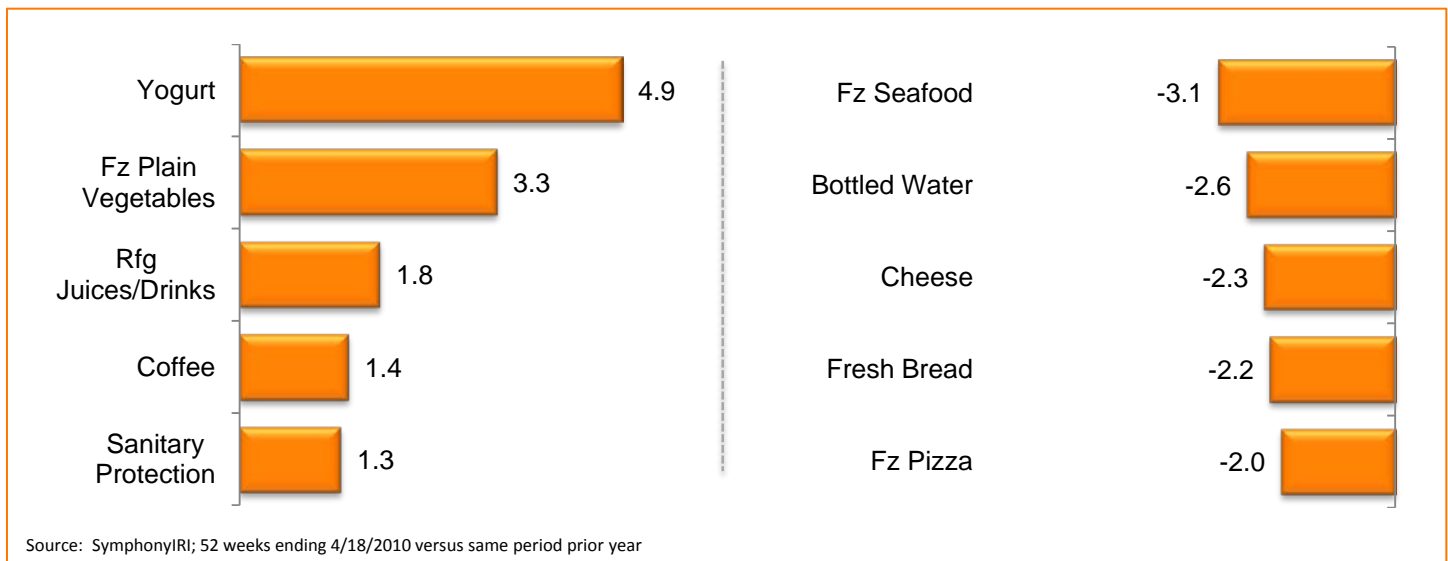 Yogurt
4.9
Fz Plain
Vegetables
3.3
Rfg
Juices/Drinks
1.8
Coffee
1.4
Sanitary
Protection
1.3
Fz Seafood
-3.1
Bottled Water
-2.6
Cheese
-2.3
Fresh Bread
-2.2
Fz Pizza
-2.0
Source: SymphonyIRI; 52 weeks ending 4/18/2010 versus same period prior year